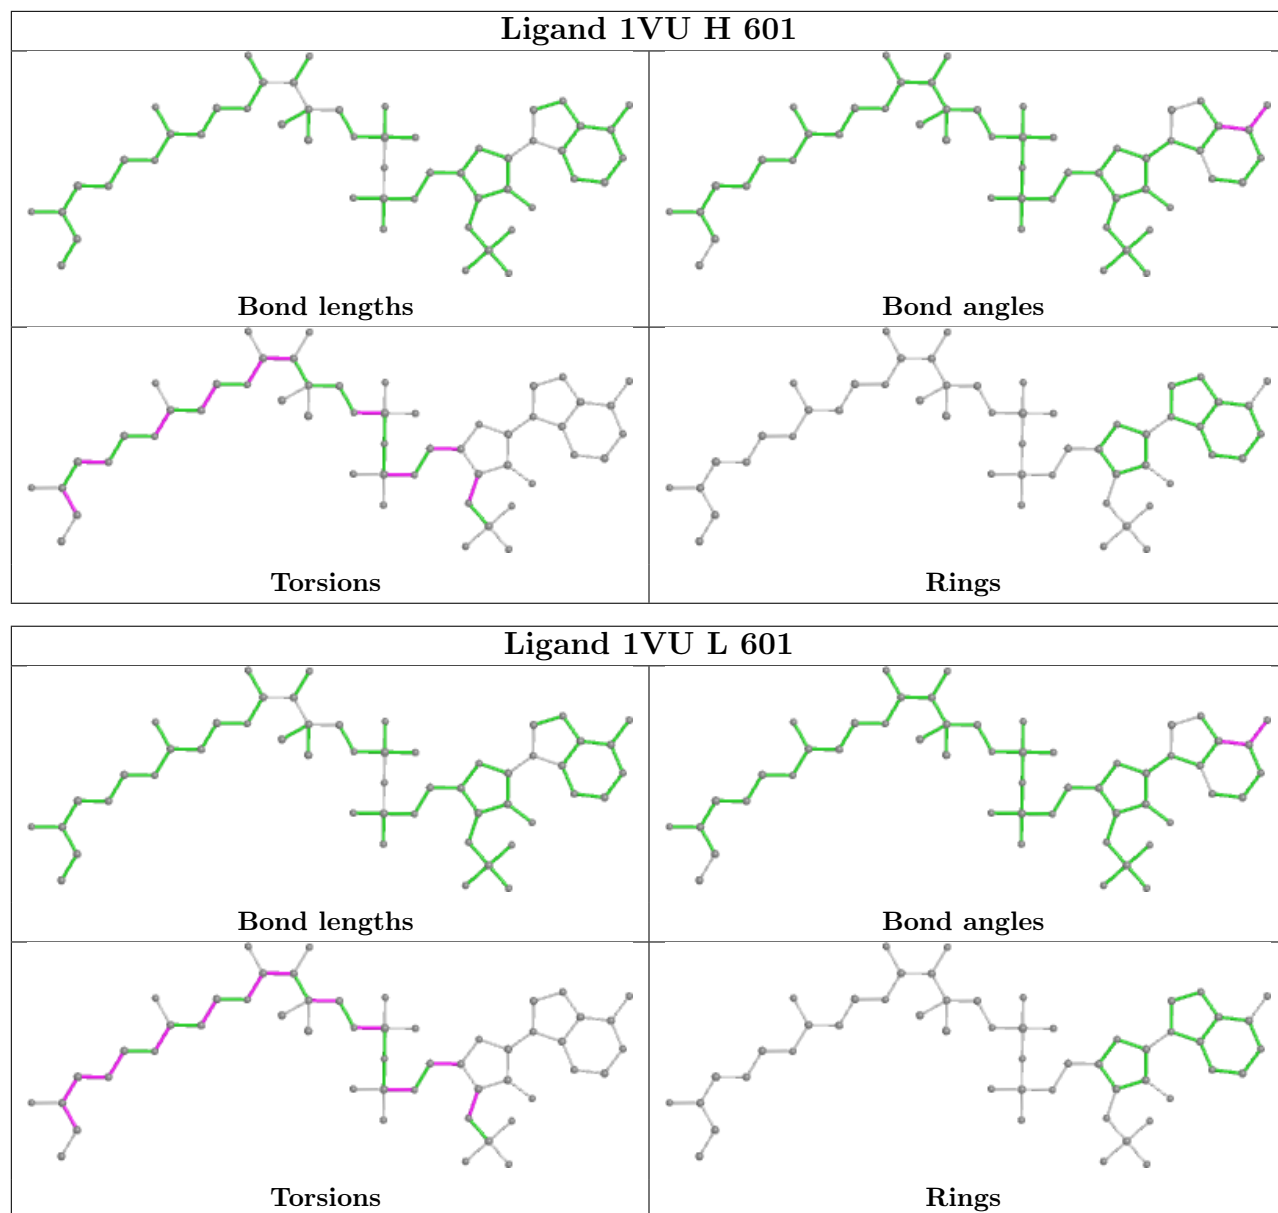 Ligand 1VU H 601
Bond lengths
Bond angles
Torsions
Rings
Ligand 1VU L 601
Bond lengths
Bond angles
Torsions
Rings